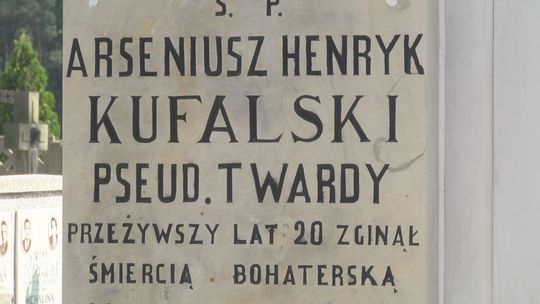 Ś. P.
ARSENIUSZ HENRYK
KUFALSKI
PSEUD. TWARDY
PRZEŻYWSZY LAT 20 ZGINĄŁ
ŚMIERCIĄ BOHATERSKĄ